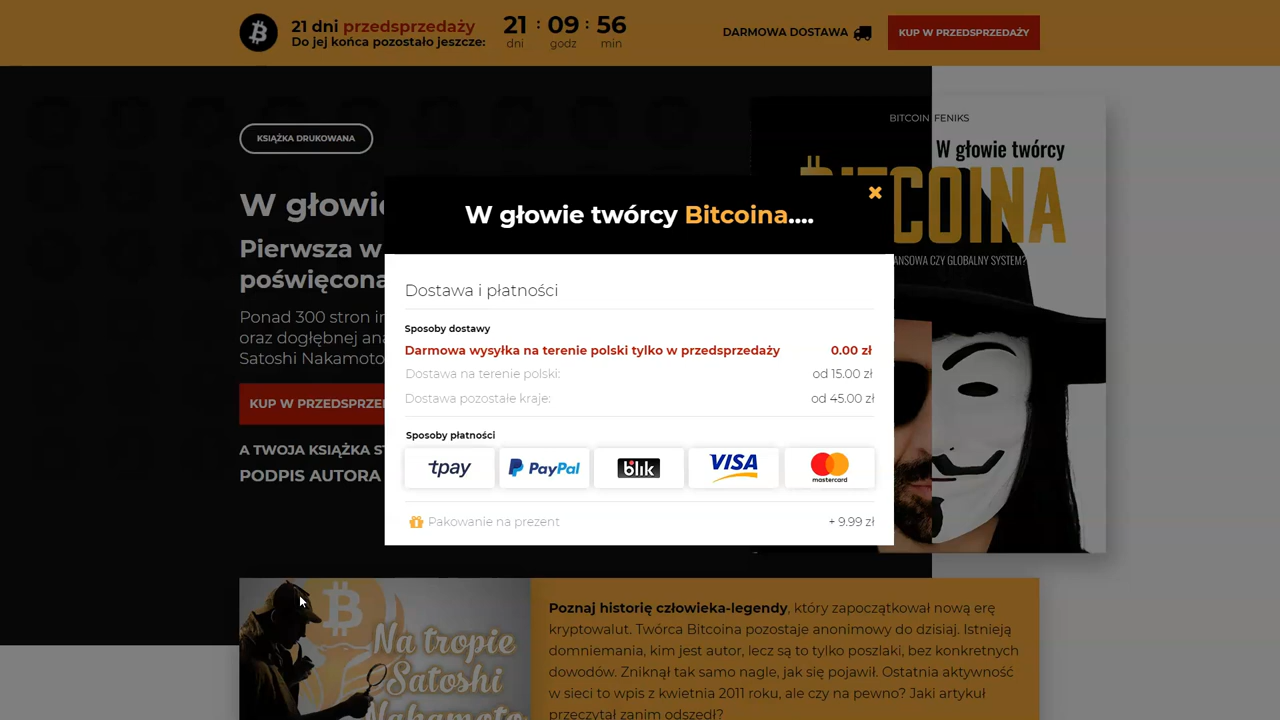 21 dni przedsprzedaży
Do jej końca pozostało jeszcze:
21 : 09 : 56
dni godz min
DARMOWA DOSTAWA
KUP W PRZEDSPRZEDAŻY
KSIĄŻKA DRUKOWANA
W głowie
Pierwsza w
poświęcona
Ponad 300 stron
oraz dogłębnej
Satoshi Nakamoto
KUP W PRZEDSPRZE
A TWOJA KSIĄŻKA
PODPIS AUTORA
W głowie twórcy Bitcoina....
Dostawa i płatności
Sposoby dostawy
Darmowa wysyłka na terenie polski tylko w przedsprzedaży 0.00 zł
Dostawa na terenie polski: od 15.00 zł
Dostawa pozostałe kraje: od 45.00 zł
Sposoby płatności
tpay PayPal blik VISA mastercard
Pakowanie na prezent + 9.99 zł
BITCOIN FENIKS
W głowie twórcy
BITCOINA
ANSOWA CZY GLOBALNY SYSTEM?
Na tropie
Satoshi
Nakamoto
Poznaj historię człowieka-legendy, który zapoczątkował nową erę
kryptowalut. Twórca Bitcoina pozostaje anonimowy do dzisiaj. Istnieją
domniemania, kim jest autor, lecz są to tylko poszlaki, bez konkretnych
dowodów. Zniknął tak samo nagle, jak się pojawił. Ostatnia aktywność
w sieci to wpis z kwietnia 2011 roku, ale czy na pewno? Jaki artykuł
przeczytał zanim odszedł?